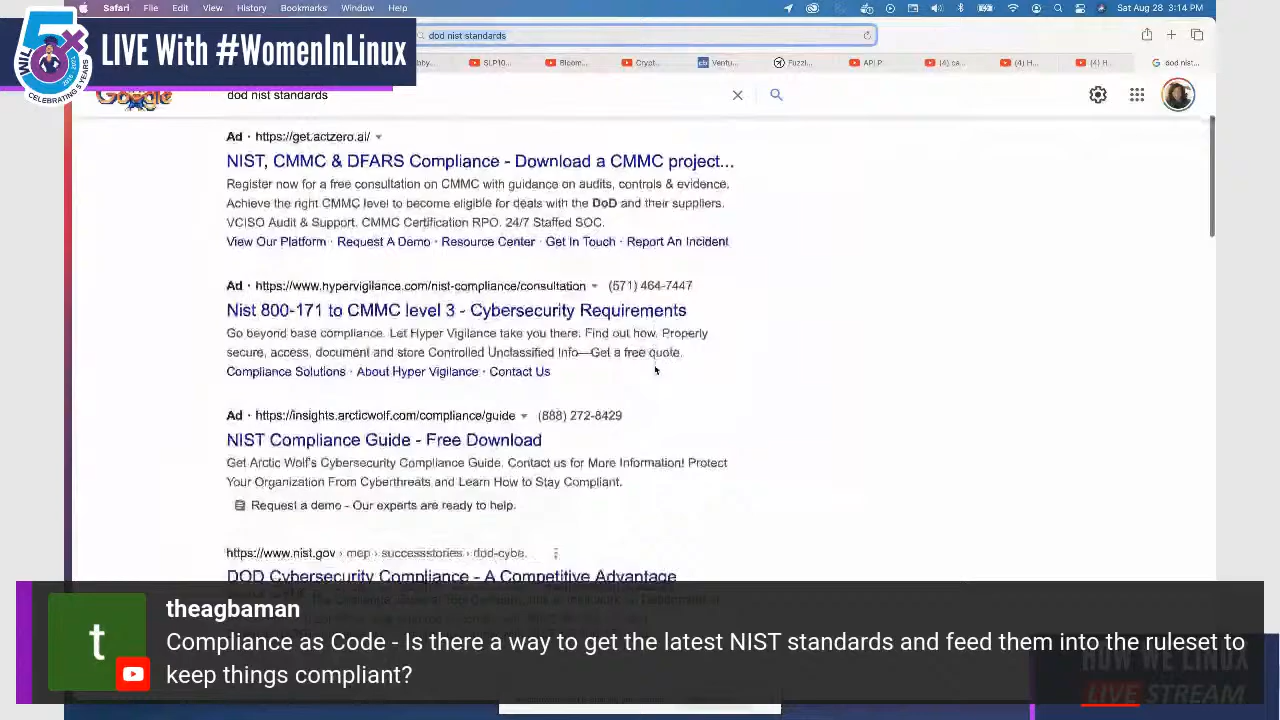 Edit View History Bookmarks Window Help
Sat Aug 28 3:14 PM
LIVE With #WomenInLinux
CELEBRATING 5 YEARS
dod nist standards
SLP10... Bloom... Crypt... Ventu... Fuzzl... (4) H... (4) H... dod nist...
Google
dod nist standards
Ad · https://get.actzero.ai/
NIST, CMMC & DFARS Compliance - Download a CMMC project...
Register now for a free consultation on CMMC with guidance on audits, controls & evidence.
Achieve the right CMMC level to become eligible for deals with the DoD and their suppliers.
VCISO Audit & Support. CMMC Certification RPO. 24/7 Staffed SOC.
View Our Platform · Request A Demo · Resource Center · Get In Touch · Report An Incident
Ad · https://www.hypervigilance.com/nist-compliance/consultation (571) 464-7447
Nist 800-171 to CMMC level 3 - Cybersecurity Requirements
Go beyond base compliance. Let Hyper Vigilance take you there. Find out how. Properly
secure, access, document and store Controlled Unclassified Info—Get a free quote.
Compliance Solutions · About Hyper Vigilance · Contact Us
Ad · https://insights.arcticwolf.com/compliance/guide (888) 272-8429
NIST Compliance Guide - Free Download
Get Arctic Wolf's Cybersecurity Compliance Guide. Contact us for More Information! Protect
Your Organization From Cyberthreats and Learn How to Stay Compliant.
Request a demo - Our experts are ready to help.
https://www.nist.gov › mep › successstories › dod-cybe.
DOD Cybersecurity Compliance - A Competitive Advantage
t
theagbaman
Compliance as Code - Is there a way to get the latest NIST standards and feed them into the ruleset to
keep things compliant?
HOW WE LINUX
LIVE STREAM